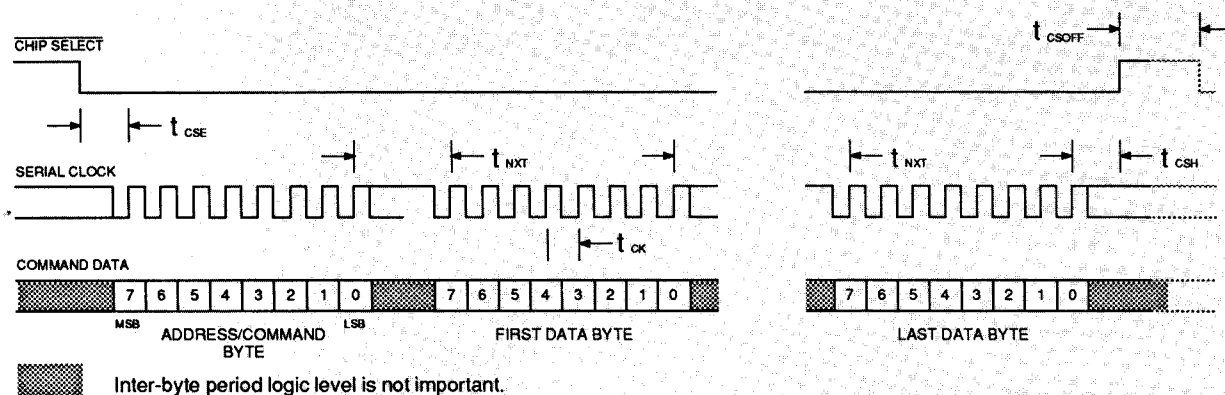 t CSOFF
CHIP SELECT
t CSE
t NXT
t NXT
t CSH
SERIAL CLOCK
t CK
COMMAND DATA
7 6 5 4 3 2 1 0
7 6 5 4 3 2 1 0
7 6 5 4 3 2 1 0
MSB
LSB
ADDRESS/COMMAND
BYTE
FIRST DATA BYTE
LAST DATA BYTE
Inter-byte period logic level is not important.